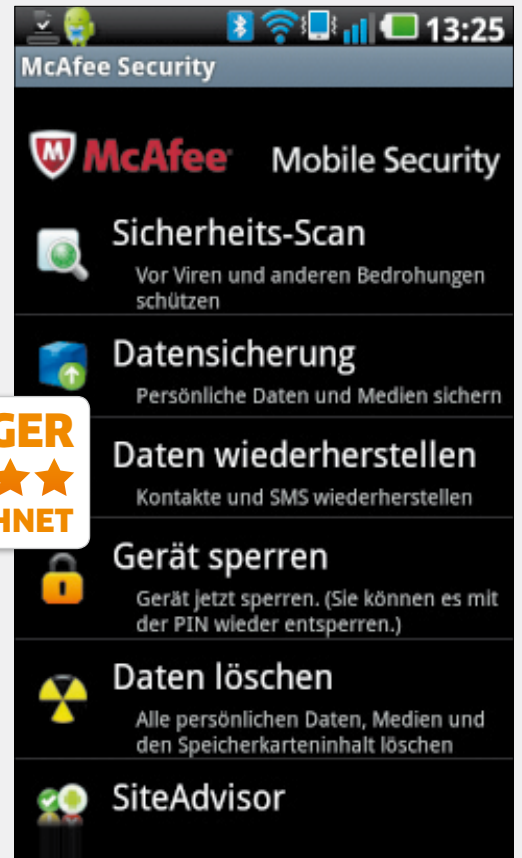 13:25
McAfee Security
McAfee Mobile Security
Sicherheits-Scan
Vor Viren und anderen Bedrohungen
schützen
Datensicherung
Persönliche Daten und Medien sichern
Daten wiederherstellen
Kontakte und SMS wiederherstellen
Gerät sperren
Gerät jetzt sperren. (Sie können es mit
der PIN wieder entsperren.)
Daten löschen
Alle persönlichen Daten, Medien und
den Speicherkarteninhalt löschen
SiteAdvisor